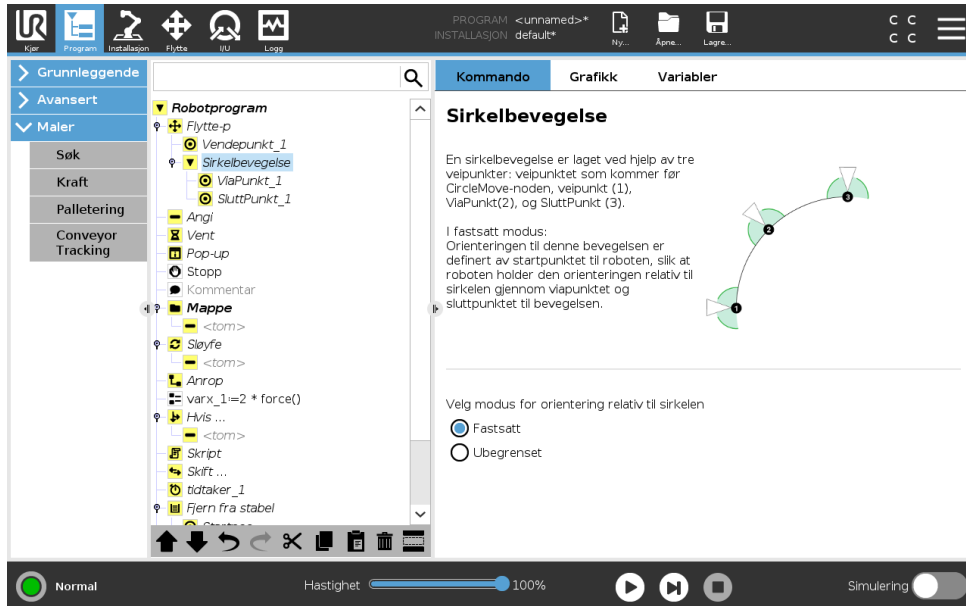 PROGRAM <unnamed>*
INSTALLASJON default*
C C
C C
Kjør
Program
Installasjon
Flytte
I/U
Logg
Ny...
Åpne...
Lagre...
Grunnleggende
Avansert
Maler
Søk
Kraft
Palletering
Conveyor
Tracking
Robotprogram
Flytte-p
Vendepunkt_1
Sirkelbevegelse
ViaPunkt_1
SluttPunkt_1
Angi
Vent
Pop-up
Stopp
Kommentar
Mappe
<tom>
Sløyfe
<tom>
Anrop
varx_1:=2 * force()
Hvis ...
<tom>
Skript
Skift ...
tidtaker_1
Fjern fra stabel
Kommando
Grafikk
Variabler
Sirkelbevegelse
En sirkelbevegelse er laget ved hjelp av tre
veipunkter: veipunktet som kommer før
CircleMove-noden, veipunkt (1),
ViaPunkt(2), og SluttPunkt (3).
I fastsatt modus:
Orienteringen til denne bevegelsen er
definert av startpunktet til roboten, slik at
roboten holder den orienteringen relativ til
sirkelen gjennom viapunktet og
sluttpunktet til bevegelsen.
3
2
1
Velg modus for orientering relativ til sirkelen
Fastsatt
Ubegrenset
Normal
Hastighet
100%
Simulering